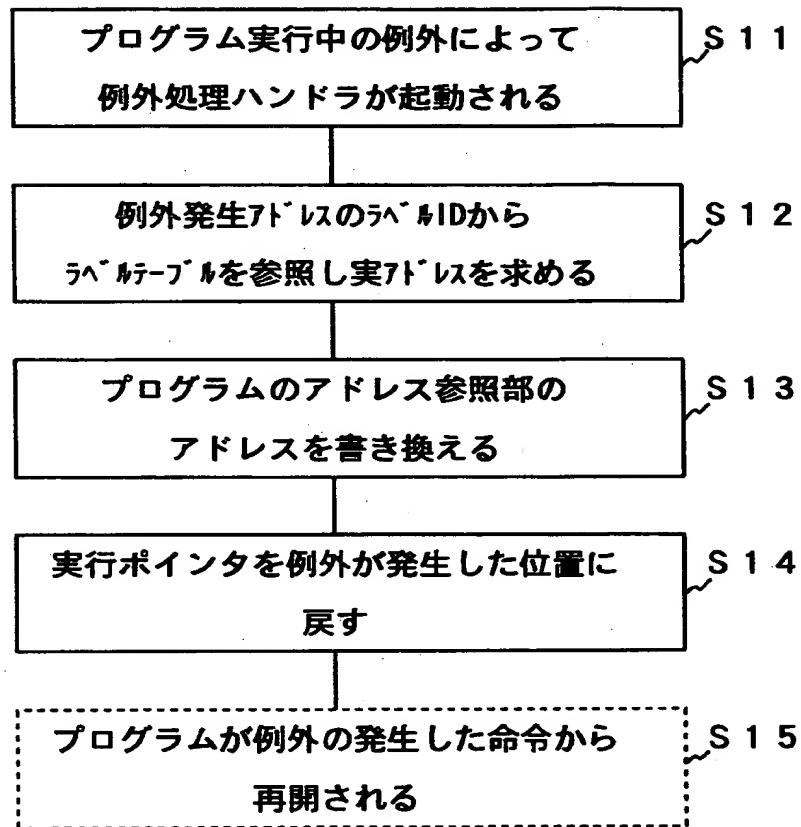 プログラム実行中の例外によって
例外処理ハンドラが起動される
S11
例外発生ｱﾄﾞﾚｽのﾗﾍﾞﾙIDから
ﾗﾍﾞﾙﾃｰﾌﾞﾙを参照し実ｱﾄﾞﾚｽを求める
S12
プログラムのアドレス参照部の
アドレスを書き換える
S13
実行ポインタを例外が発生した位置に
戻す
S14
プログラムが例外の発生した命令から
再開される
S15